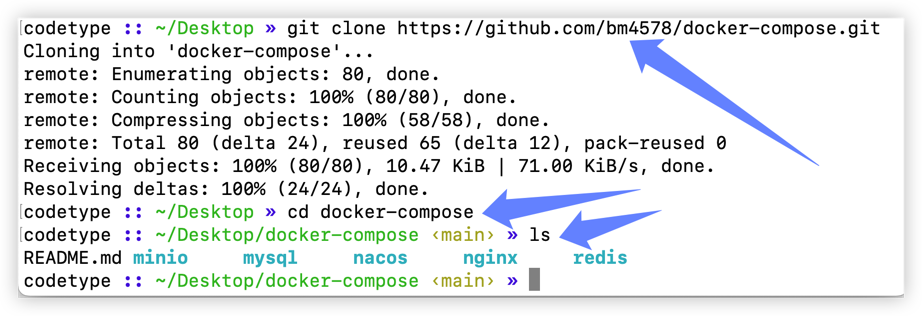 codetype :: ~/Desktop » git clone https://github.com/bm4578/docker-compose.git
Cloning into 'docker-compose'...
remote: Enumerating objects: 80, done.
remote: Counting objects: 100% (80/80), done.
remote: Compressing objects: 100% (58/58), done.
remote: Total 80 (delta 24), reused 65 (delta 12), pack-reused 0
Receiving objects: 100% (80/80), 10.47 KiB | 71.00 KiB/s, done.
Resolving deltas: 100% (24/24), done.
codetype :: ~/Desktop » cd docker-compose
codetype :: ~/Desktop/docker-compose ‹main› » ls
README.md minio mysql nacos nginx redis
codetype :: ~/Desktop/docker-compose ‹main› »